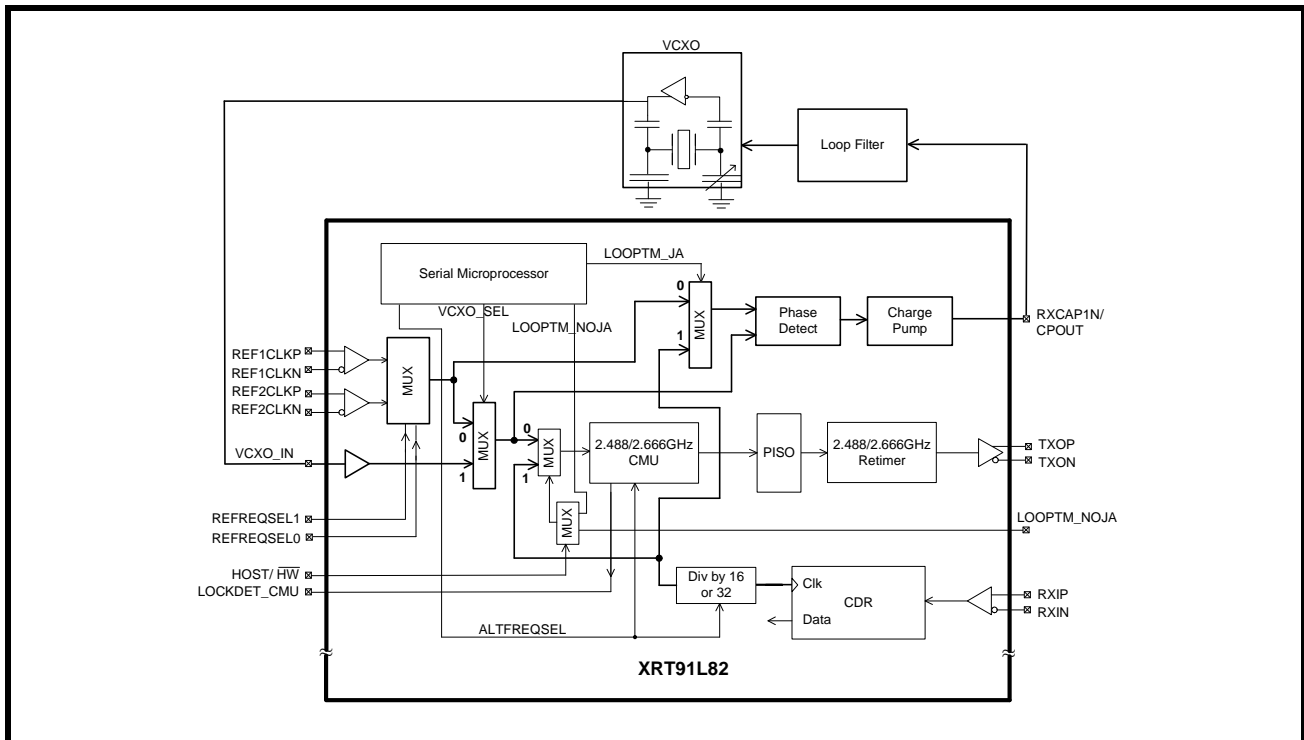 VCXO
Loop Filter
LOOPTM_JA
Serial Microprocessor
VCXO_SEL
LOOPTM_NOJA
0
1
MUX
Phase
Detect
Charge
Pump
RXCAP1N/
CPOUT
REF1CLKP
REF1CLKN
REF2CLKP
REF2CLKN
MUX
VCXO_IN
0
1
MUX
0
1
MUX
2.488/2.666GHz
CMU
PISO
2.488/2.666GHz
Retimer
TXOP
TXON
REFREQSEL1
REFREQSEL0
MUX
LOOPTM_NOJA
HOST/ HW
LOCKDET_CMU
Div by 16
or 32
Clk
CDR
Data
RXIP
RXIN
ALTFREQSEL
XRT91L82